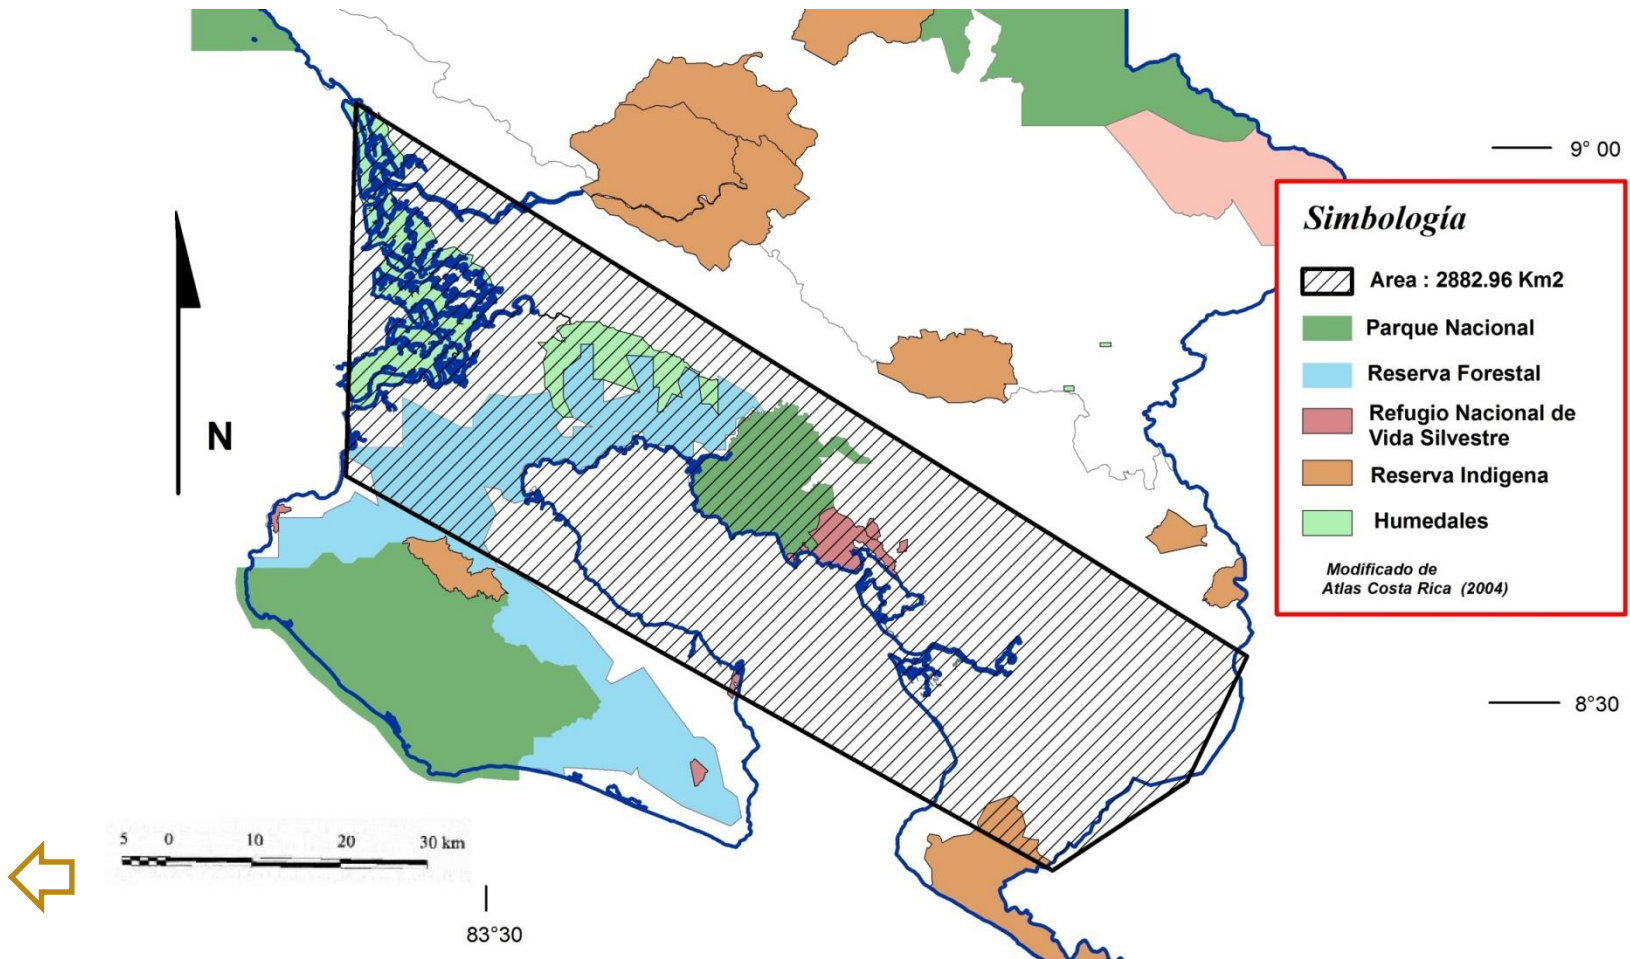 9° 00
Simbología
Area : 2882.96 Km2
Parque Nacional
Reserva Forestal
Refugio Nacional de
Vida Silvestre
Reserva Indigena
Humedales
Modificado de
Atlas Costa Rica (2004)
N
8°30
5 0 10 20 30 km
83°30